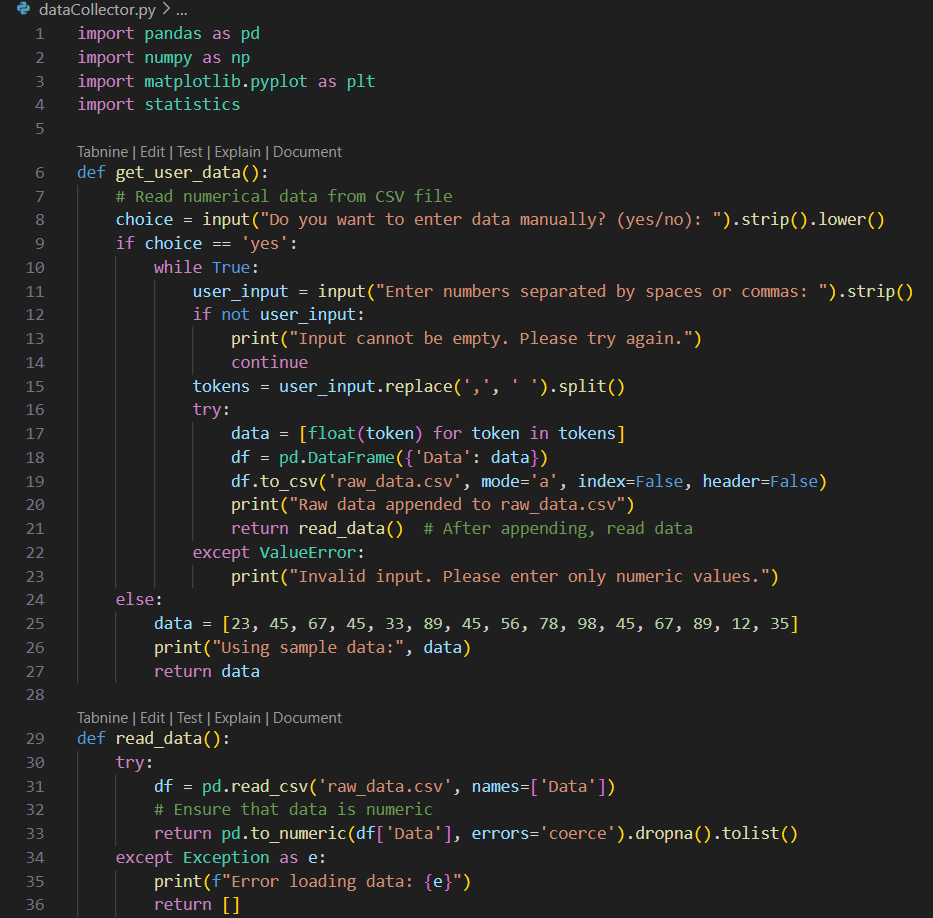 dataCollector.py > ...
1 import pandas as pd
2 import numpy as np
3 import matplotlib.pyplot as plt
4 import statistics
5
Tabnine | Edit | Test | Explain | Document
6 def get_user_data():
7     # Read numerical data from CSV file
8     choice = input("Do you want to enter data manually? (yes/no): ").strip().lower()
9     if choice == 'yes':
10         while True:
11             user_input = input("Enter numbers separated by spaces or commas: ").strip()
12             if not user_input:
13                 print("Input cannot be empty. Please try again.")
14                 continue
15             tokens = user_input.replace(',', ' ').split()
16             try:
17                 data = [float(token) for token in tokens]
18                 df = pd.DataFrame({'Data': data})
19                 df.to_csv('raw_data.csv', mode='a', index=False, header=False)
20                 print("Raw data appended to raw_data.csv")
21                 return read_data()  # After appending, read data
22             except ValueError:
23                 print("Invalid input. Please enter only numeric values.")
24     else:
25         data = [23, 45, 67, 45, 33, 89, 45, 56, 78, 98, 45, 67, 89, 12, 35]
26         print("Using sample data:", data)
27         return data
28
Tabnine | Edit | Test | Explain | Document
29 def read_data():
30     try:
31         df = pd.read_csv('raw_data.csv', names=['Data'])
32         # Ensure that data is numeric
33         return pd.to_numeric(df['Data'], errors='coerce').dropna().tolist()
34     except Exception as e:
35         print(f"Error loading data: {e}")
36         return []